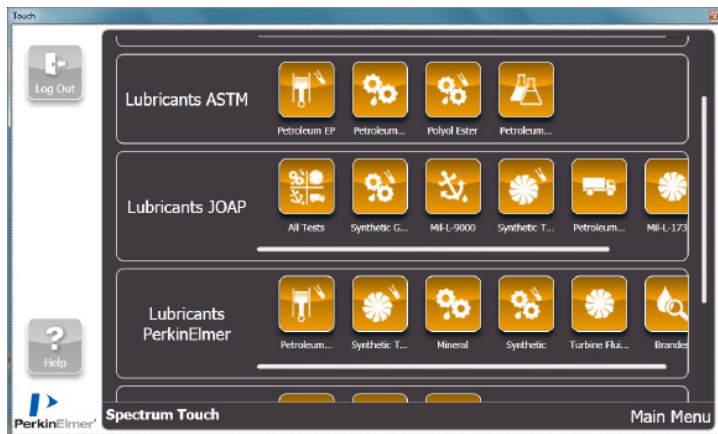 Touch
Log Out
Lubricants ASTM
Petroleum EP
Petroleum...
Polyol Ester
Petroleum...
Lubricants JOAP
All Tests
Synthetic G...
Mil-L-9000
Synthetic T...
Petroleum...
Mil-L-173
Lubricants
PerkinElmer
Petroleum...
Synthetic T...
Mineral
Synthetic
Turbine Flui...
Brandes
Help
PerkinElmer
Spectrum Touch
Main Menu